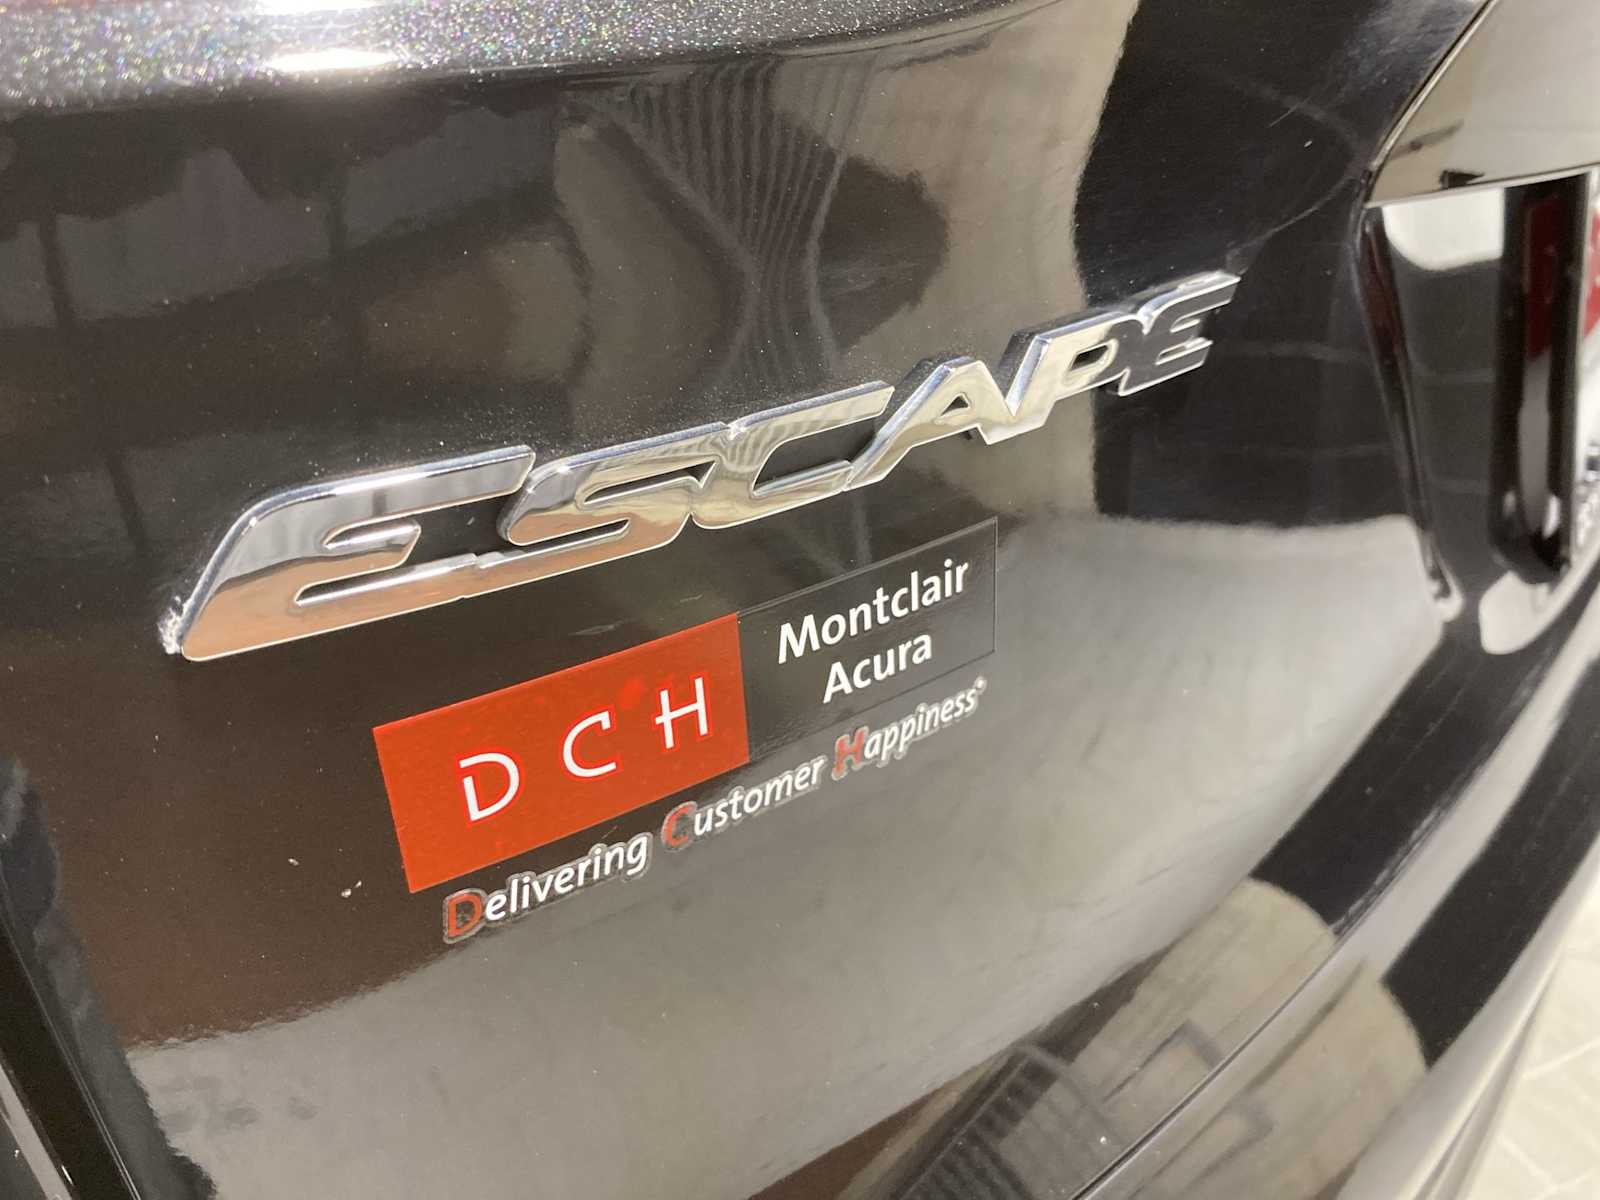 ESCAPE
DCH
Montclair
Acura
Delivering Customer Happiness